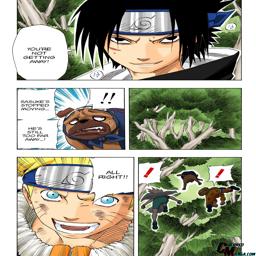 YOU'RE
NOT
GETTING
AWAY!
!!
SASUKE'S
STOPPED
MOVING...
HE'S
STILL TOO
FAR AWAY.
!
!
ALL
RIGHT!!